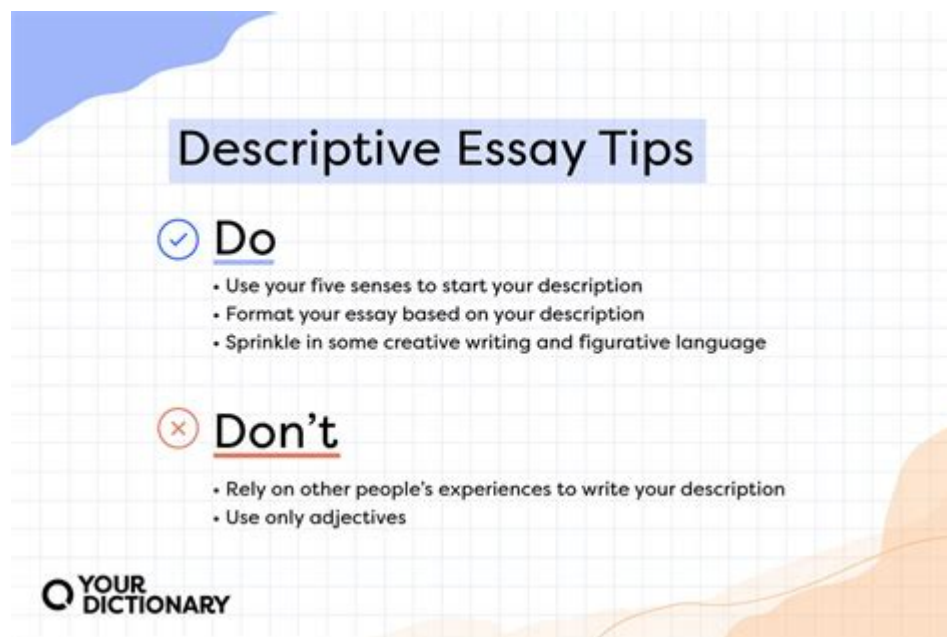 Descriptive Essay Tips
Do
• Use your five senses to start your description
• Format your essay based on your description
• Sprinkle in some creative writing and figurative language
Don't
• Rely on other people's experiences to write your description
• Use only adjectives
YOUR
DICTIONARY